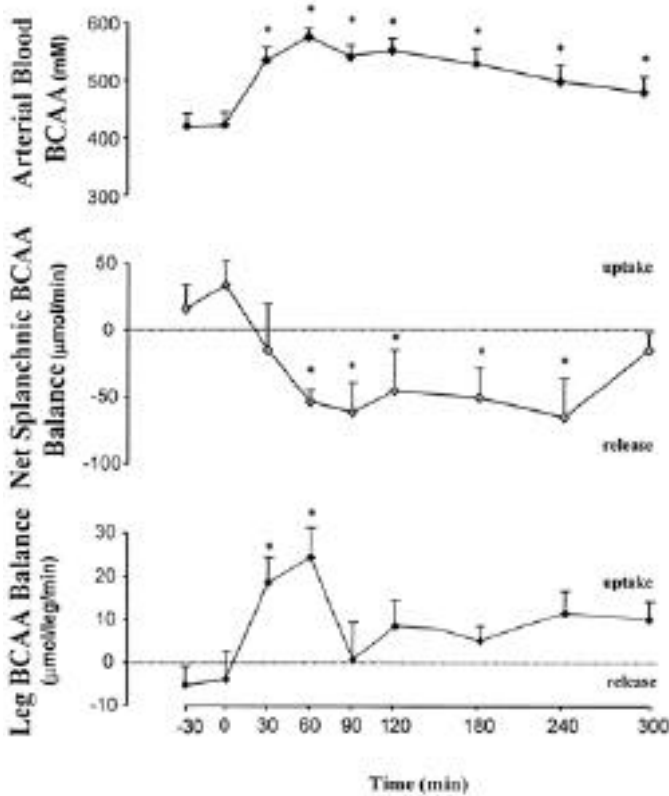 Arterial Blood
BCAA (mM)
600
500
400
300
* * * * * * *
Net Splanchnic BCAA
Balance (μmol/min)
50
0
-50
-100
uptake
* * * * *
release
Leg BCAA Balance
(μmol/leg/min)
30
20
10
0
-10
* *
uptake
release
-30 0 30 60 90 120 180 240 300
Time (min)